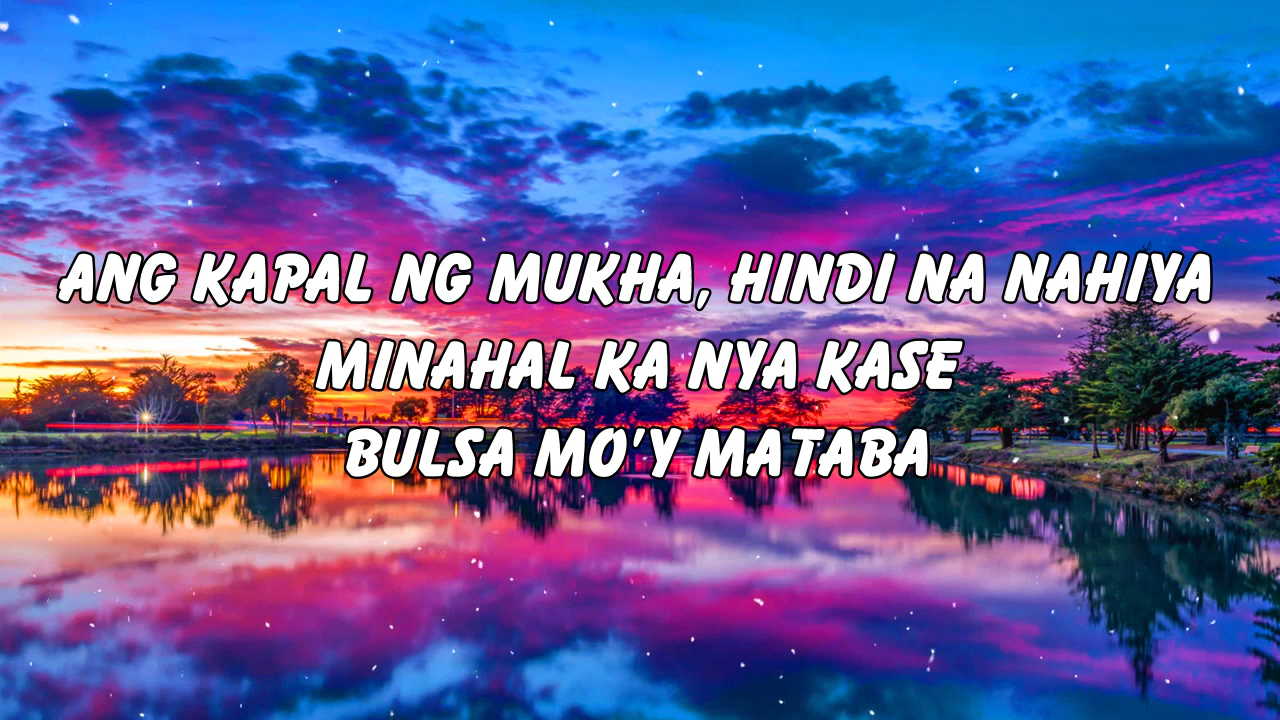 ANG KAPAL NG MUKHA, HINDI NA NAHIYA
MINAHAL KA NYA KASE
BULSA MO'Y MATABA